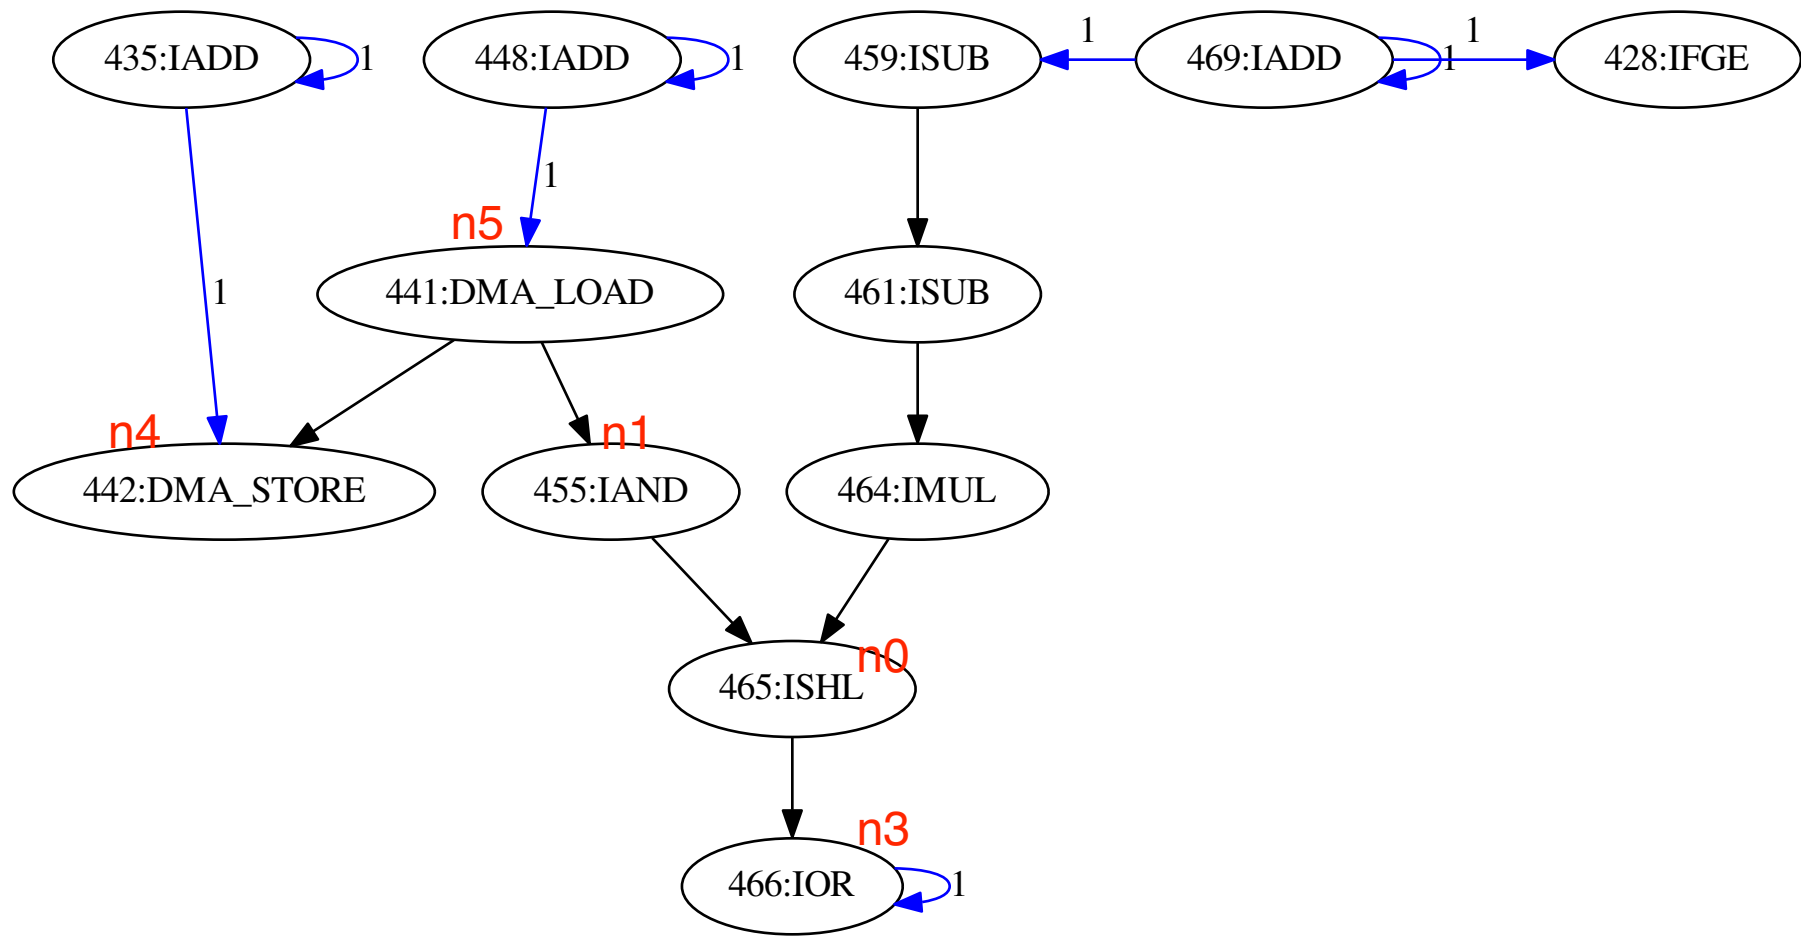 1
1
435:IADD
1
448:IADD
1
459:ISUB
469:IADD
1
428:IFGE
1
n5
1
441:DMA_LOAD
461:ISUB
n4
n1
442:DMA_STORE
455:IAND
464:IMUL
n0
465:ISHL
n3
466:IOR
1